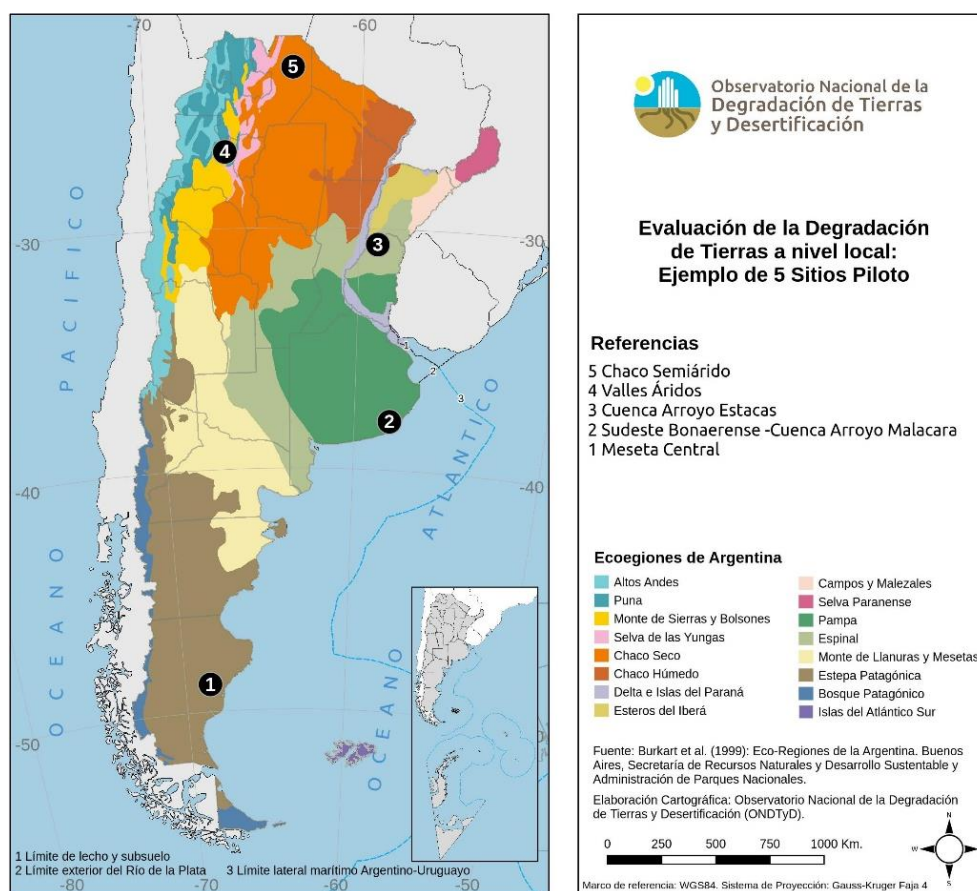 -70
-60
5
4
3
2
1
-30
-30
-40
-40
-50
-80
-70
-60
-50
OCEANO
PACIFICO
OCEANO
ATLANTICO
1
2
3
1 Límite de lecho y subsuelo
2 Límite exterior del Río de la Plata
3 Límite lateral marítimo Argentino-Uruguayo
Observatorio Nacional de la
Degradación de Tierras
y Desertificación
Evaluación de la Degradación
de Tierras a nivel local:
Ejemplo de 5 Sitios Piloto
Referencias
5 Chaco Semiárido
4 Valles Áridos
3 Cuenca Arroyo Estacas
2 Sudeste Bonaerense -Cuenca Arroyo Malacara
1 Meseta Central
Ecoegiones de Argentina
Altos Andes
Puna
Monte de Sierras y Bolsones
Selva de las Yungas
Chaco Seco
Chaco Húmedo
Delta e Islas del Paraná
Esteros del Iberá
Campos y Malezales
Selva Paranense
Pampa
Espinal
Monte de Llanuras y Mesetas
Estepa Patagónica
Bosque Patagónico
Islas del Atlántico Sur
Fuente: Burkart et al. (1999): Eco-Regiones de la Argentina. Buenos
Aires, Secretaría de Recursos Naturales y Desarrollo Sustentable y
Administración de Parques Nacionales.
Elaboración Cartográfica: Observatorio Nacional de la Degradación
de Tierras y Desertificación (ONDTyD).
0 250 500 750 1000 Km.
N
W
E
S
Marco de referencia: WGS84. Sistema de Proyección: Gauss-Kruger Faja 4